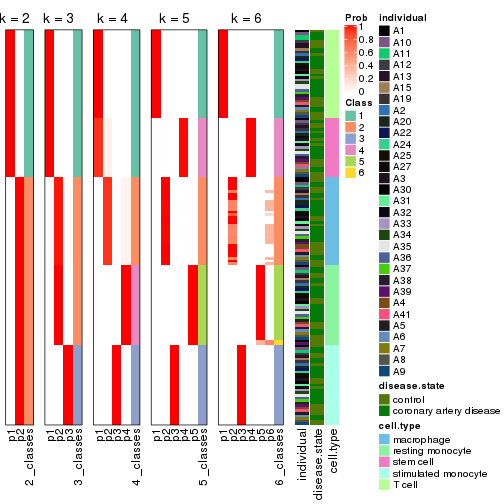 k = 2
k = 3
k = 4
k = 5
k = 6
p1
p2
2_classes
p1
p2
p3
3_classes
p1
p2
p3
p4
4_classes
p1
p2
p3
p4
p5
5_classes
p1
p2
p3
p4
p5
p6
6_classes
individual
disease.state
cell.type
Prob
1
0.8
0.6
0.4
0.2
0
Class
1
2
3
4
5
6
individual
A1
A10
A11
A12
A13
A15
A19
A2
A20
A22
A24
A25
A27
A3
A30
A31
A32
A33
A34
A35
A36
A37
A38
A39
A4
A41
A5
A6
A7
A8
A9
disease.state
control
coronary artery disease
cell.type
macrophage
resting monocyte
stem cell
stimulated monocyte
T cell